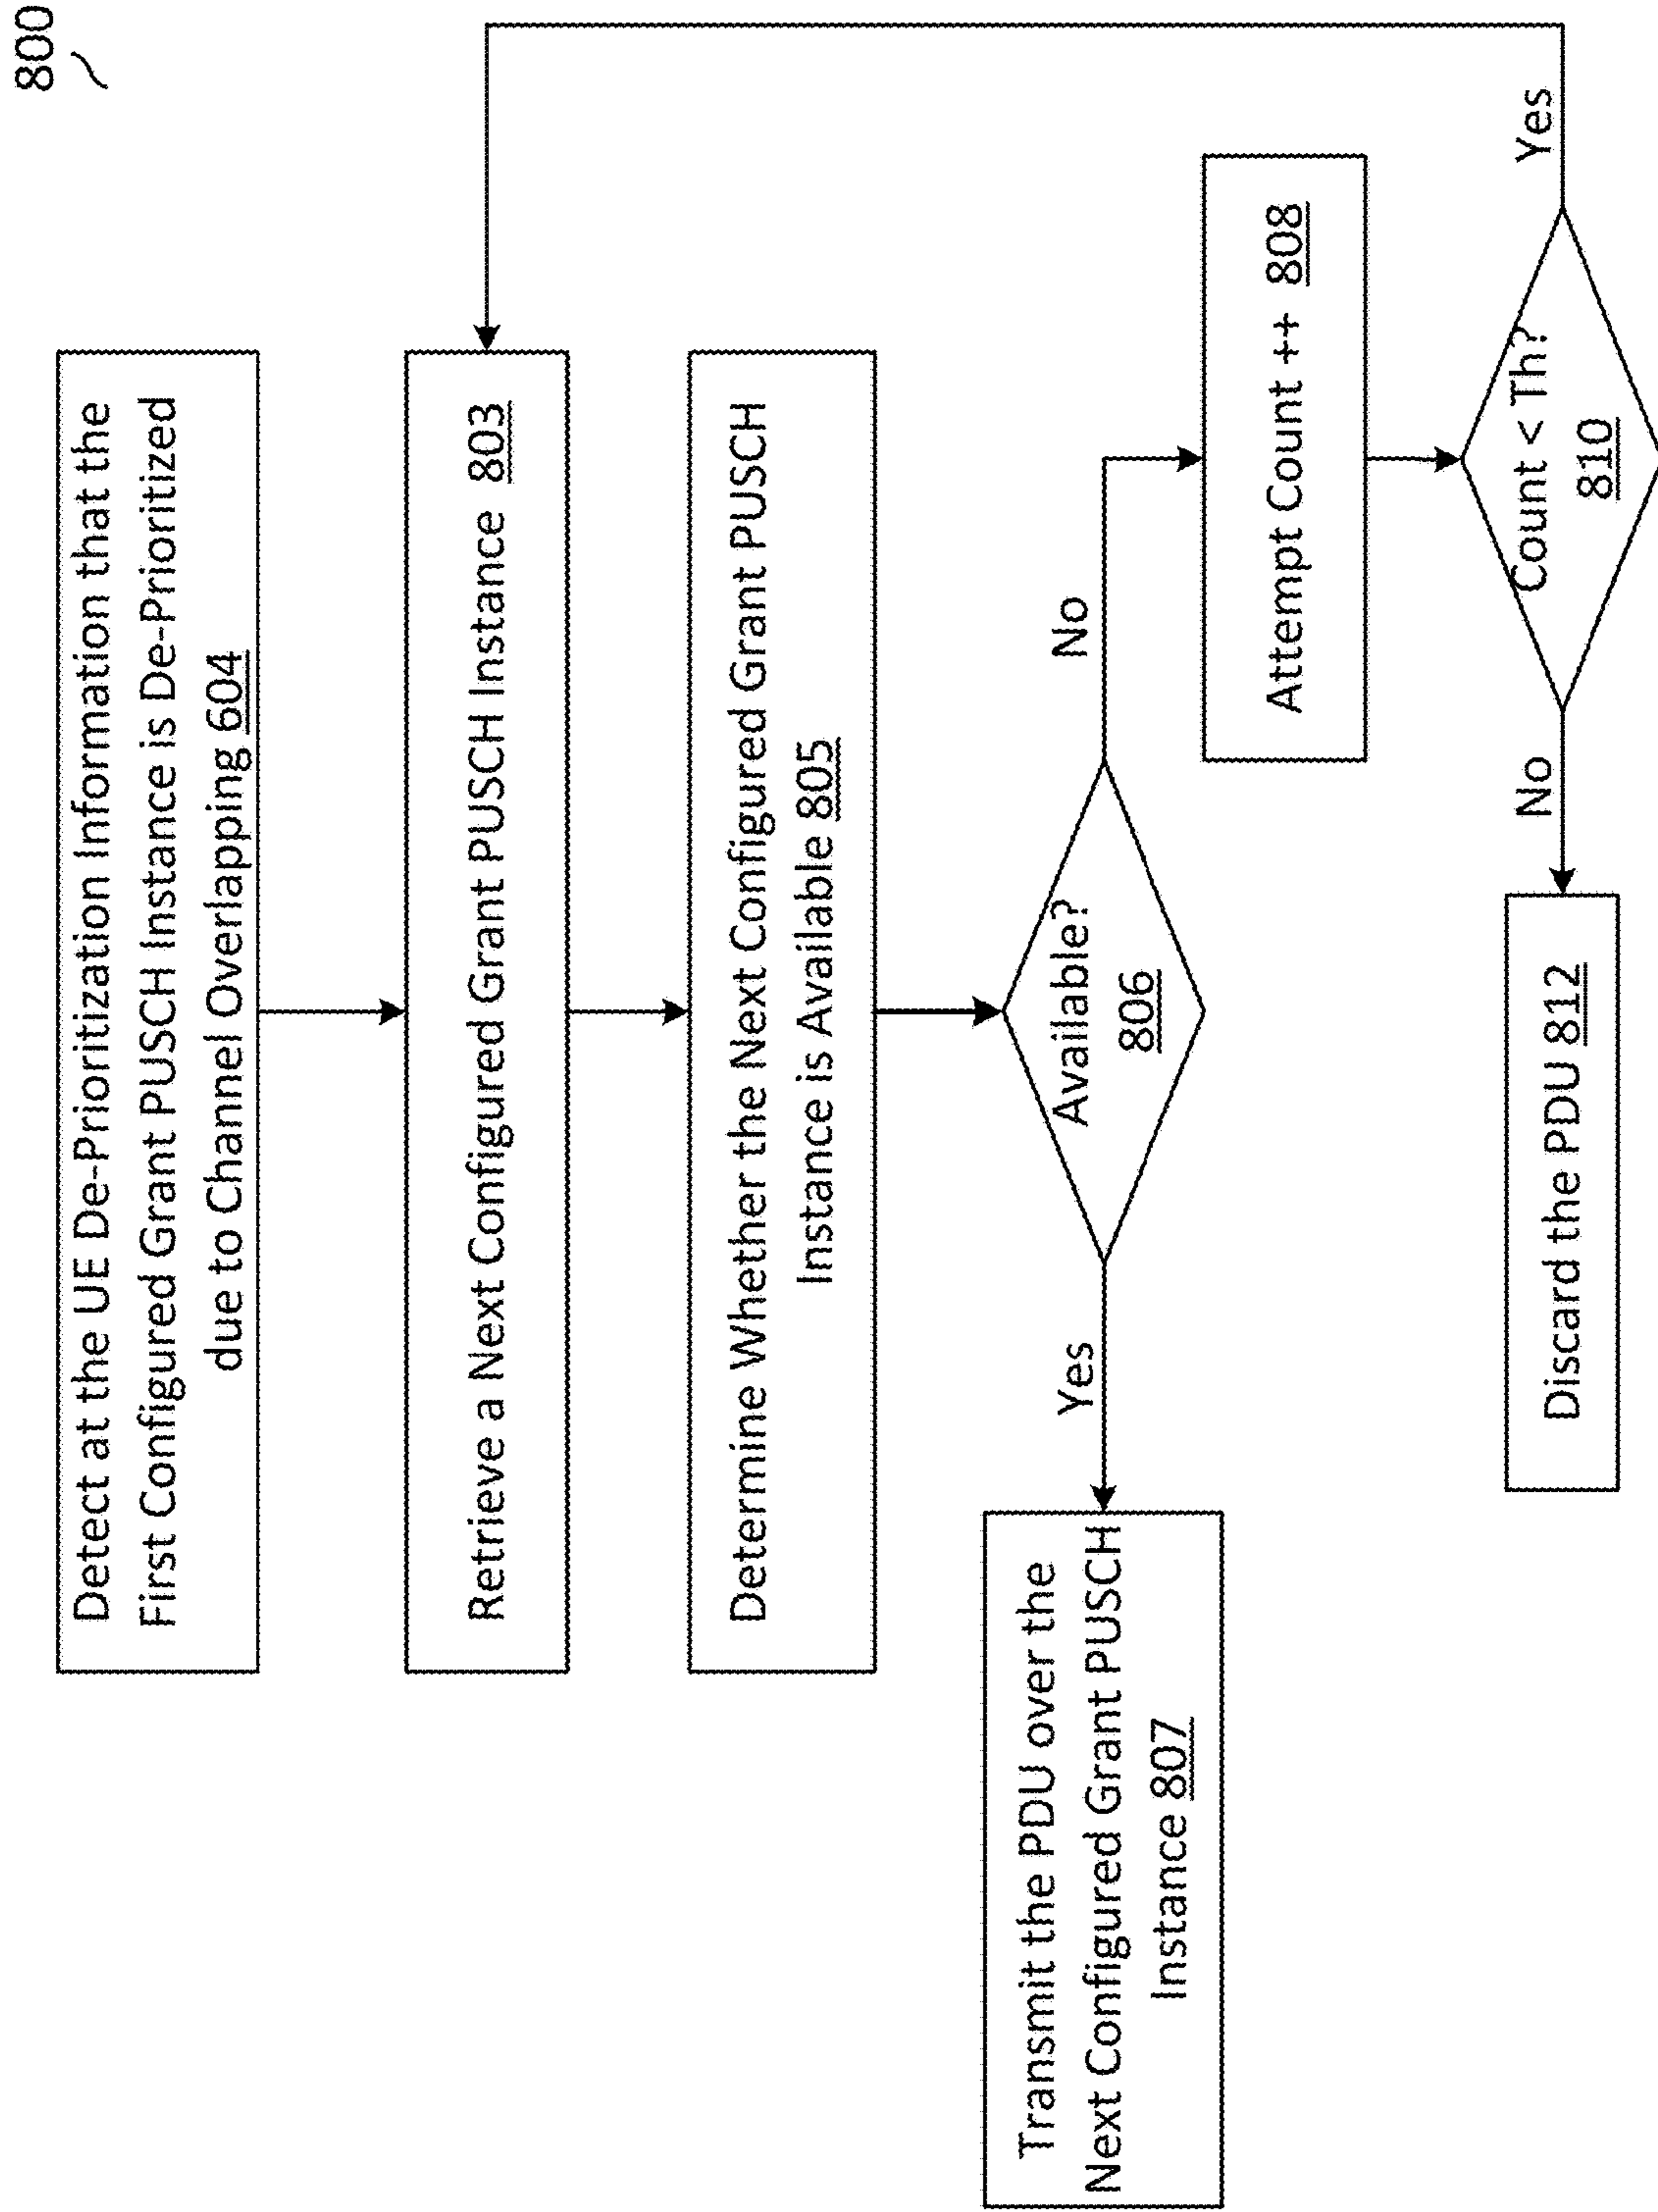 800
Detect at the UE De-Prioritization Information that the
First Configured Grant PUSCH Instance is De-Prioritized
due to Channel Overlapping 604
Retrieve a Next Configured Grant PUSCH Instance 803
Determine Whether the Next Configured Grant PUSCH
Instance is Available 805
Available?
806
Yes
No
Transmit the PDU over the
Next Configured Grant PUSCH
Instance 807
Attempt Count ++ 808
Count < Th?
810
No
Yes
Discard the PDU 812